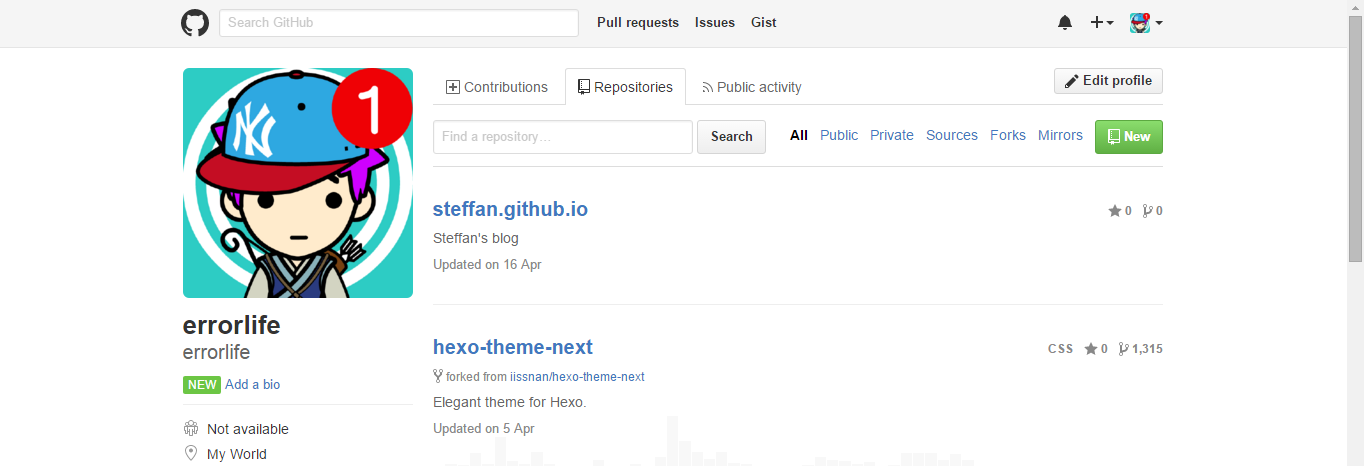 Search GitHub
Pull requests Issues Gist
NY
1
errorlife
errorlife
NEW Add a bio
Not available
My World
Contributions Repositories Public activity
Edit profile
Find a repository... Search All Public Private Sources Forks Mirrors New
steffan.github.io 0 0
Steffan's blog
Updated on 16 Apr
hexo-theme-next CSS 0 1,315
forked from iissnan/hexo-theme-next
Elegant theme for Hexo.
Updated on 5 Apr